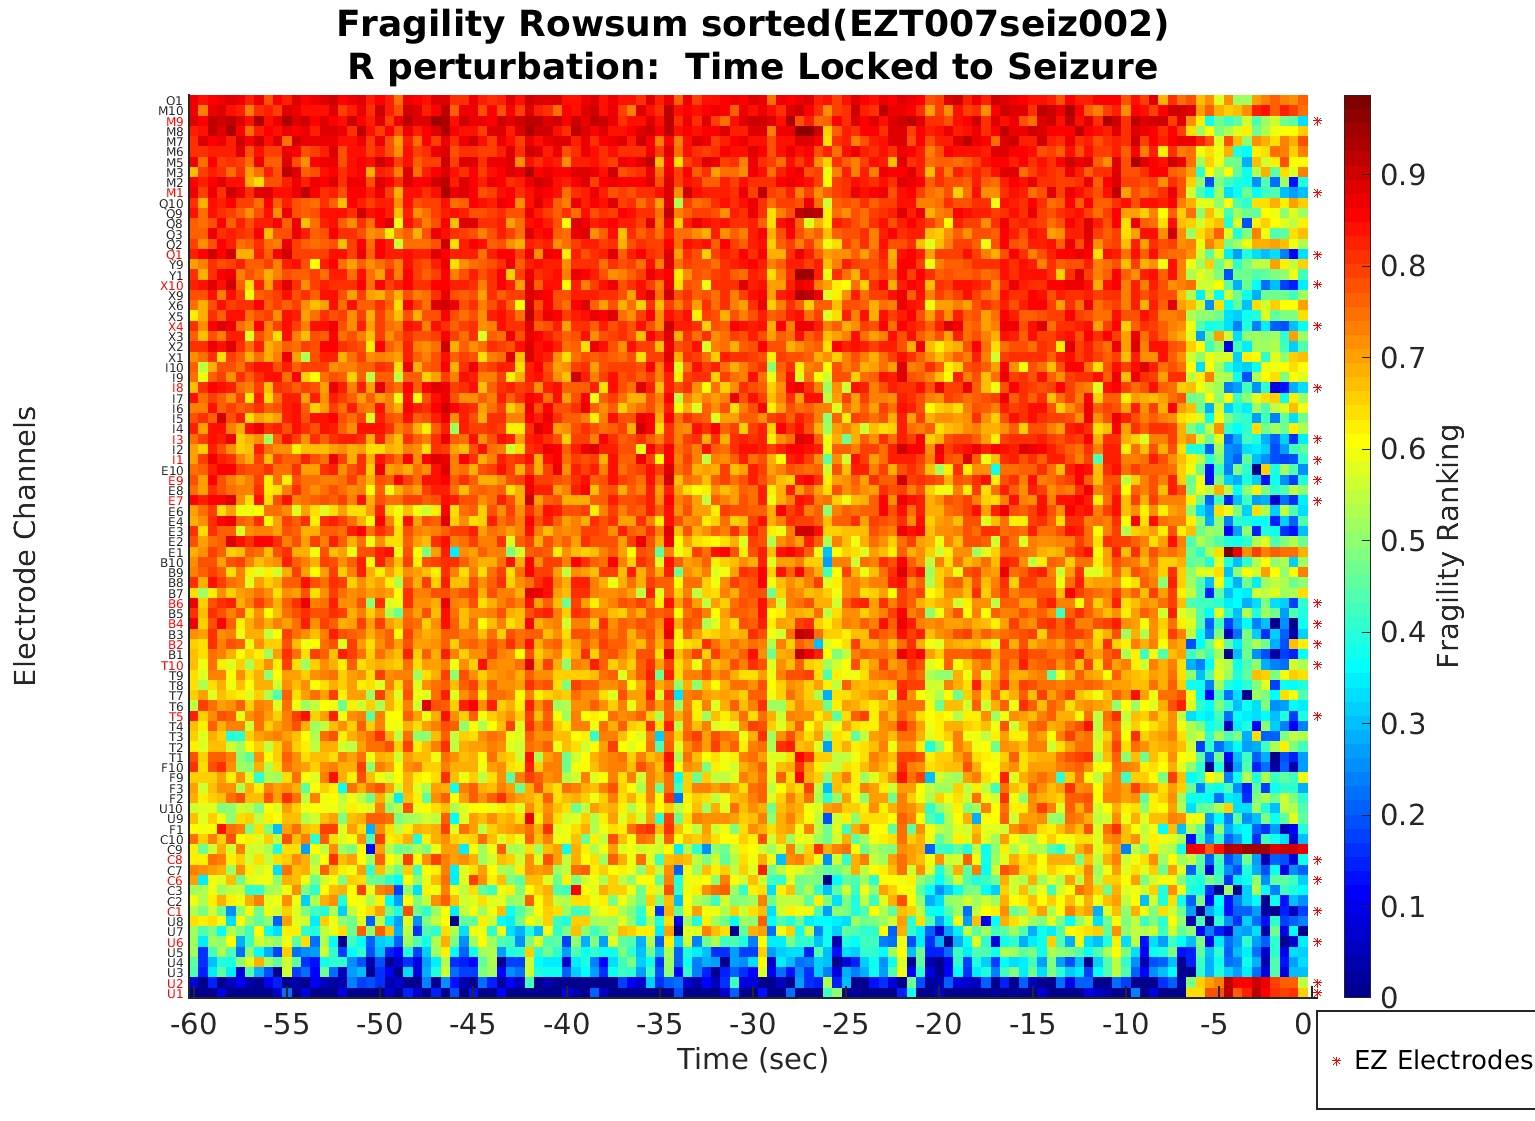 Fragility Rowsum sorted(EZT007seiz002)
R perturbation:  Time Locked to Seizure
Electrode Channels
O1
M10
M9
M8
M7
M6
M5
M3
M2
M1
Q10
Q9
Q8
Q3
Q2
Q1
Y9
Y1
X10
X9
X6
X5
X4
X3
X2
X1
I10
I9
I8
I7
I6
I5
I4
I3
I2
I1
E10
E9
E8
E7
E6
E4
E3
E2
E1
B10
B9
B8
B7
B6
B5
B4
B3
B2
B1
T10
T9
T8
T7
T6
T5
T4
T3
T2
T1
F10
F9
F3
F2
U10
U9
F1
C10
C9
C8
C7
C6
C3
C2
C1
U8
U7
U6
U5
U4
U3
U2
U1
-60 -55 -50 -45 -40 -35 -30 -25 -20 -15 -10 -5 0
Time (sec)
0.9
0.8
0.7
0.6
0.5
0.4
0.3
0.2
0.1
0
Fragility Ranking
EZ Electrodes